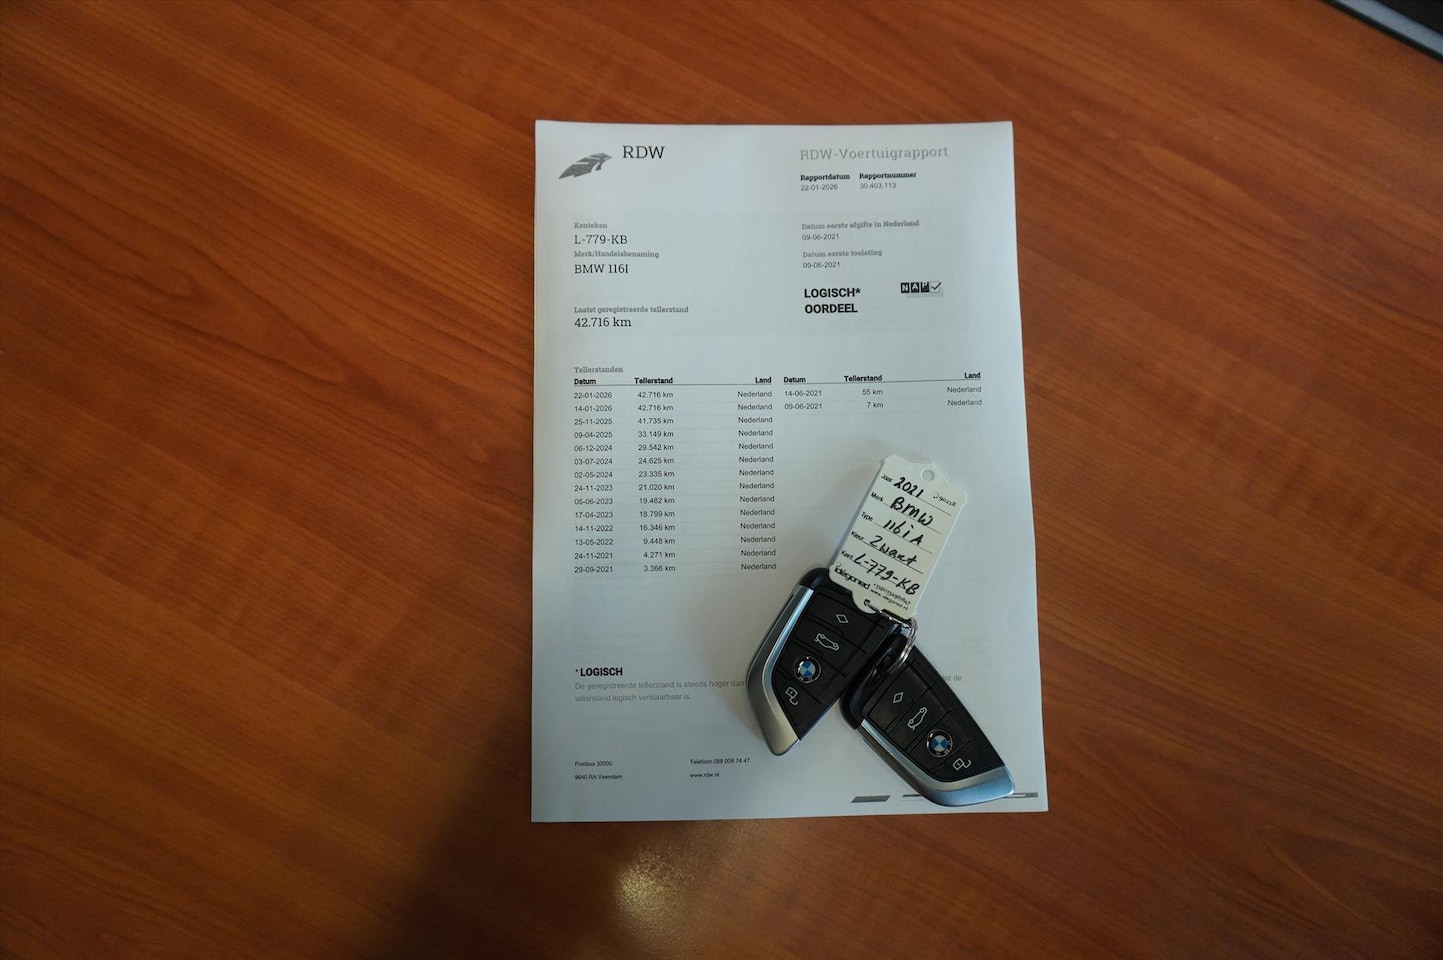 RDW
RDW-Voertuigrapport
Rapportdatum Rapportnummer
22-01-2026 30.403.113
Kenteken
L-779-KB
Merk/Handelsbenaming
BMW 116I
Datum eerste afgifte in Nederland
09-06-2021
Datum eerste toelating
09-06-2021
LOGISCH*
OORDEEL
NAP
Laatst geregistreerde tellerstand
42.716 km
Tellerstanden
Datum Tellerstand Land
22-01-2026 42.716 km Nederland
14-01-2026 42.716 km Nederland
25-11-2025 41.735 km Nederland
09-04-2025 33.149 km Nederland
06-12-2024 29.542 km Nederland
03-07-2024 24.625 km Nederland
02-05-2024 23.335 km Nederland
24-11-2023 21.020 km Nederland
05-06-2023 19.482 km Nederland
17-04-2023 18.799 km Nederland
14-11-2022 16.346 km Nederland
13-05-2022 9.448 km Nederland
24-11-2021 4.271 km Nederland
29-09-2021 3.366 km Nederland
Datum Tellerstand Land
14-06-2021 55 km Nederland
09-06-2021 7 km Nederland
Jaar 2021
Merk BMW
Type 116iA
Kleur Zwart
Kent. L-779-KB
* LOGISCH
De geregistreerde tellerstand is steeds hoger dan
tellerstand logisch verklaarbaar is.
Postbus 30000
9640 RA Veendam
Telefoon 088 008 74 47
www.rdw.nl